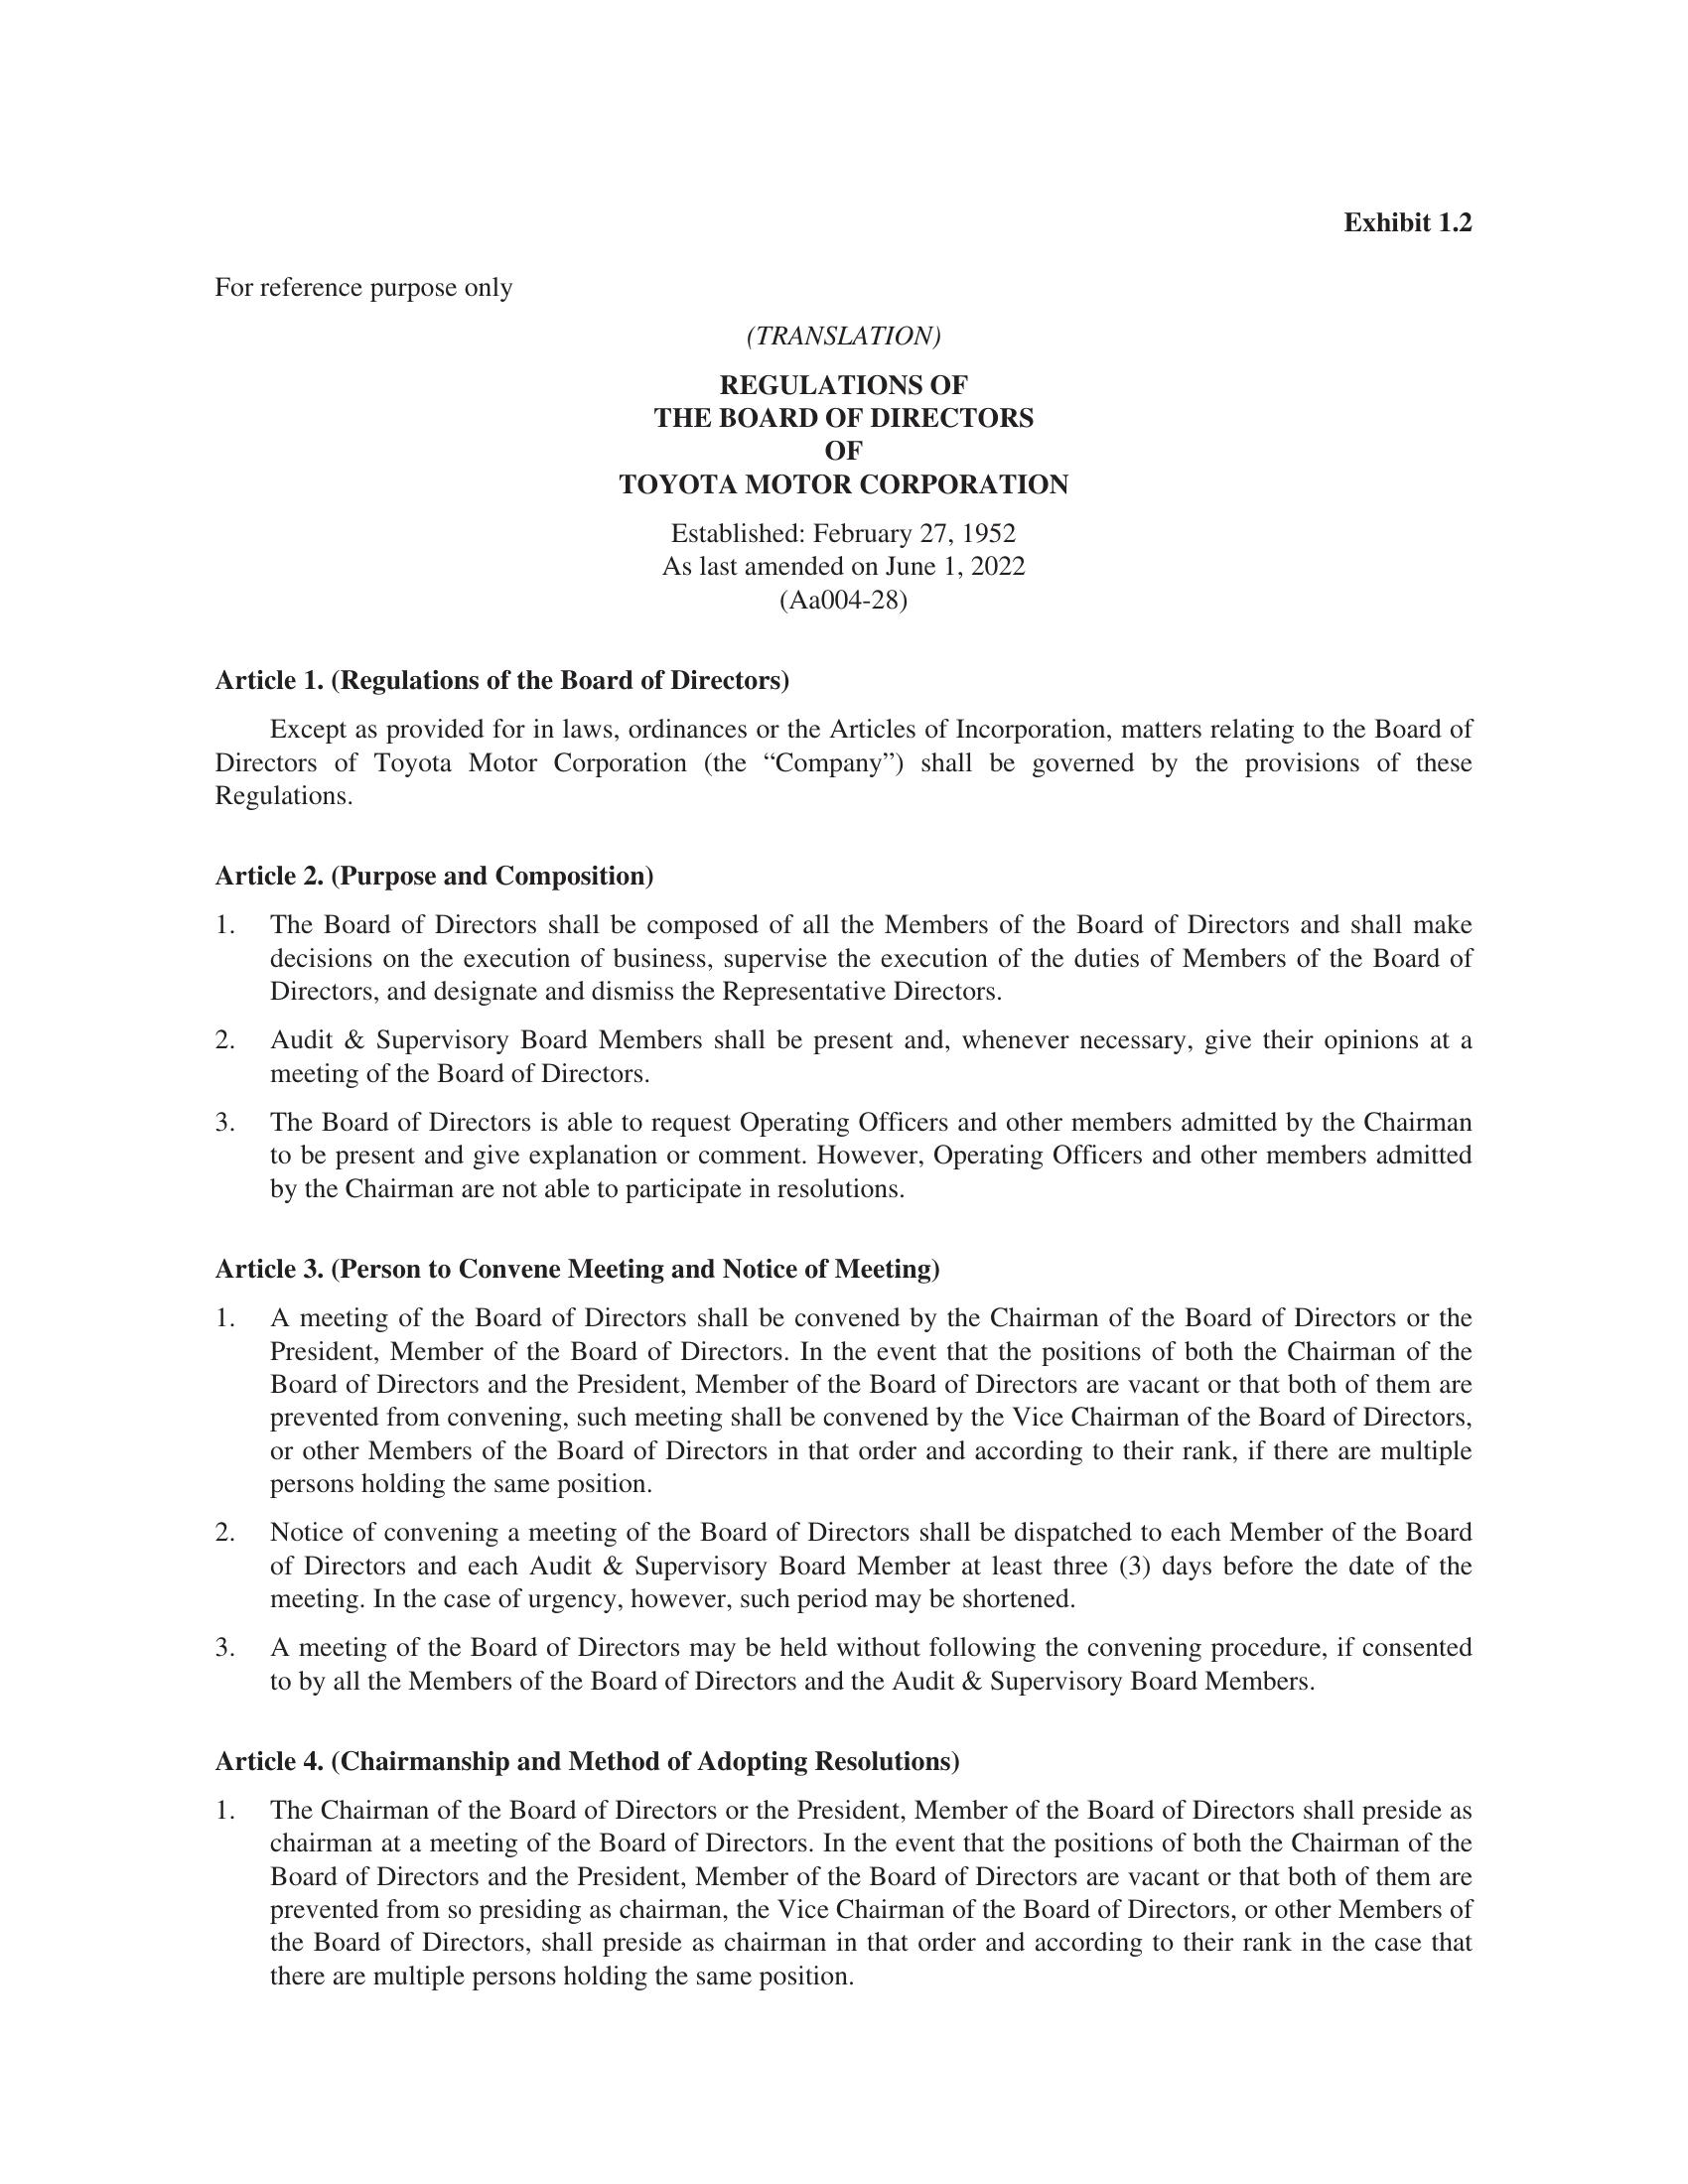 Exhibit 1.2
For reference purpose only
(TRANSLATION)
REGULATIONS OF
THE BOARD OF DIRECTORS
OF
TOYOTA MOTOR CORPORATION
Established: February 27, 1952
As last amended on June 1, 2022
(Aa004-28)
Article 1. (Regulations of the Board of Directors)
Except as provided for in laws, ordinances or the Articles of Incorporation, matters relating to the Board of
Directors of Toyota Motor Corporation (the “Company”) shall be governed by the provisions of these
Regulations.
Article 2. (Purpose and Composition)
1. The Board of Directors shall be composed of all the Members of the Board of Directors and shall make
decisions on the execution of business, supervise the execution of the duties of Members of the Board of
Directors, and designate and dismiss the Representative Directors.
2. Audit & Supervisory Board Members shall be present and, whenever necessary, give their opinions at a
meeting of the Board of Directors.
3. The Board of Directors is able to request Operating Officers and other members admitted by the Chairman
to be present and give explanation or comment. However, Operating Officers and other members admitted
by the Chairman are not able to participate in resolutions.
Article 3. (Person to Convene Meeting and Notice of Meeting)
1. A meeting of the Board of Directors shall be convened by the Chairman of the Board of Directors or the
President, Member of the Board of Directors. In the event that the positions of both the Chairman of the
Board of Directors and the President, Member of the Board of Directors are vacant or that both of them are
prevented from convening, such meeting shall be convened by the Vice Chairman of the Board of Directors,
or other Members of the Board of Directors in that order and according to their rank, if there are multiple
persons holding the same position.
2. Notice of convening a meeting of the Board of Directors shall be dispatched to each Member of the Board
of Directors and each Audit & Supervisory Board Member at least three (3) days before the date of the
meeting. In the case of urgency, however, such period may be shortened.
3. A meeting of the Board of Directors may be held without following the convening procedure, if consented
to by all the Members of the Board of Directors and the Audit & Supervisory Board Members.
Article 4. (Chairmanship and Method of Adopting Resolutions)
1. The Chairman of the Board of Directors or the President, Member of the Board of Directors shall preside as
chairman at a meeting of the Board of Directors. In the event that the positions of both the Chairman of the
Board of Directors and the President, Member of the Board of Directors are vacant or that both of them are
prevented from so presiding as chairman, the Vice Chairman of the Board of Directors, or other Members of
the Board of Directors, shall preside as chairman in that order and according to their rank in the case that
there are multiple persons holding the same position.